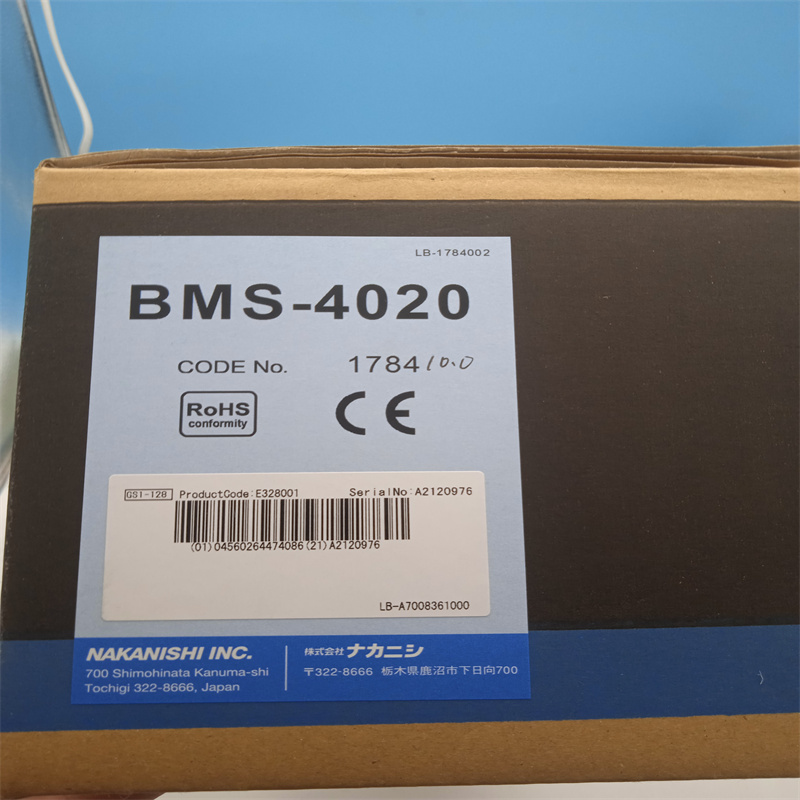 LB-1784002
BMS-4020
CODE No. 1784 10.0
RoHS
conformity
CE
GS1-128 ProductCode:E328001 SerialNo:A2120976
(01)04560264474086(21)A2120976
LB-A7008361000
NAKANISHI INC.
700 Shimohinata Kanuma-shi
Tochigi 322-8666, Japan
株式会社ナカニシ
〒322-8666 栃木県鹿沼市下日向700